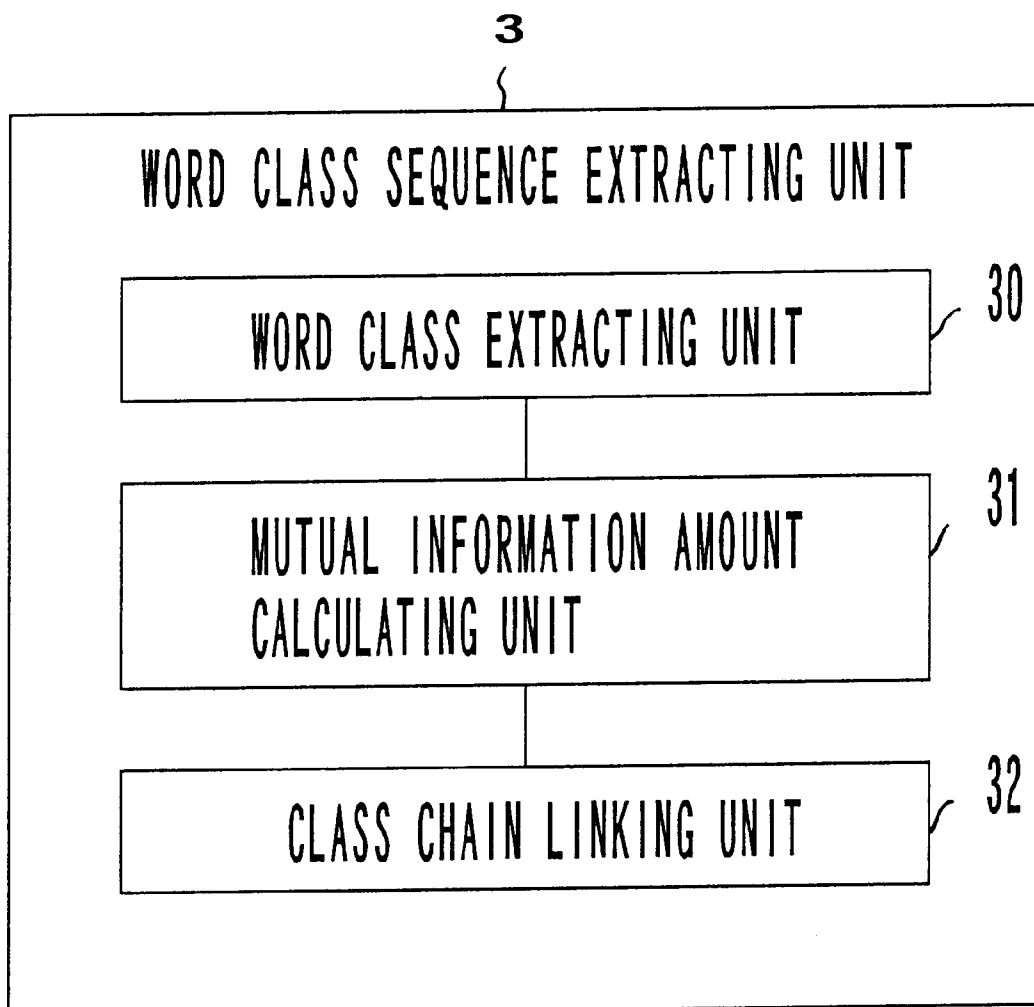 3
WORD CLASS SEQUENCE EXTRACTING UNIT
WORD CLASS EXTRACTING UNIT
30
MUTUAL INFORMATION AMOUNT
CALCULATING UNIT
31
CLASS CHAIN LINKING UNIT
32